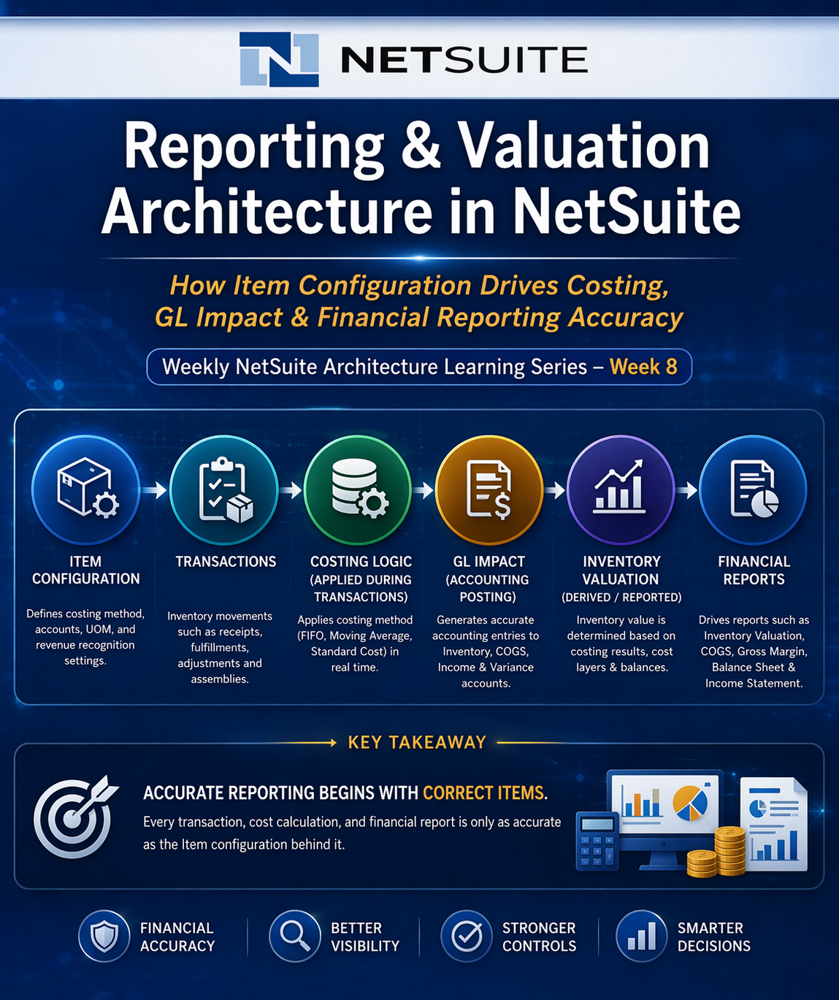 NETSUITE
Reporting & Valuation
Architecture in NetSuite
How Item Configuration Drives Costing,
GL Impact & Financial Reporting Accuracy
Weekly NetSuite Architecture Learning Series – Week 8
ITEM
CONFIGURATION
Defines costing method,
accounts, UOM, and
revenue recognition
settings.
TRANSACTIONS
Inventory movements
such as receipts,
fulfillments,
adjustments and
assemblies.
COSTING LOGIC
(APPLIED DURING
TRANSACTIONS)
Applies costing method
(FIFO, Moving Average,
Standard Cost) in
real time.
GL IMPACT
(ACCOUNTING
POSTING)
Generates accurate
accounting entries to
Inventory, COGS,
Income & Variance
accounts.
INVENTORY
VALUATION
(DERIVED / REPORTED)
Inventory value is
determined based on
costing results, cost
layers & balances.
FINANCIAL
REPORTS
Drives reports such as
Inventory Valuation,
COGS, Gross Margin,
Balance Sheet &
Income Statement.
KEY TAKEAWAY
ACCURATE REPORTING BEGINS WITH CORRECT ITEMS.
Every transaction, cost calculation, and financial report is only as accurate
as the Item configuration behind it.
FINANCIAL
ACCURACY
BETTER
VISIBILITY
STRONGER
CONTROLS
SMARTER
DECISIONS